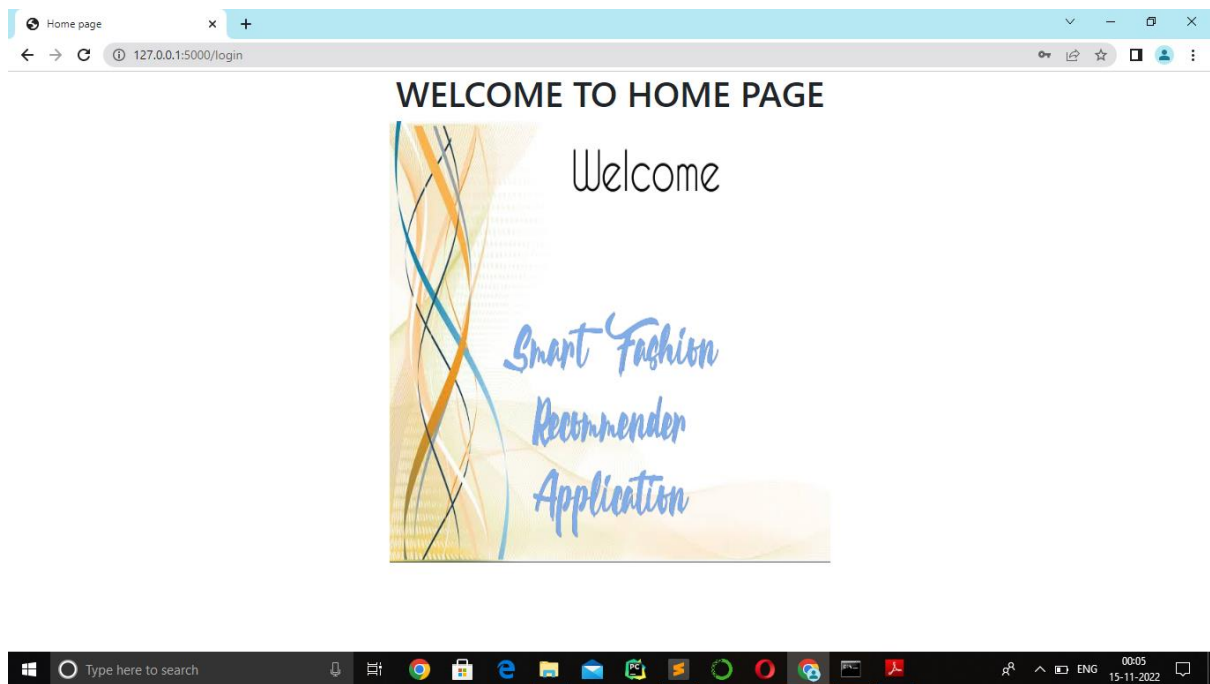 Home page
127.0.0.1:5000/login
WELCOME TO HOME PAGE
Welcome
Smart Fashion
Recommender
Application
Type here to search
ENG
00:05
15-11-2022